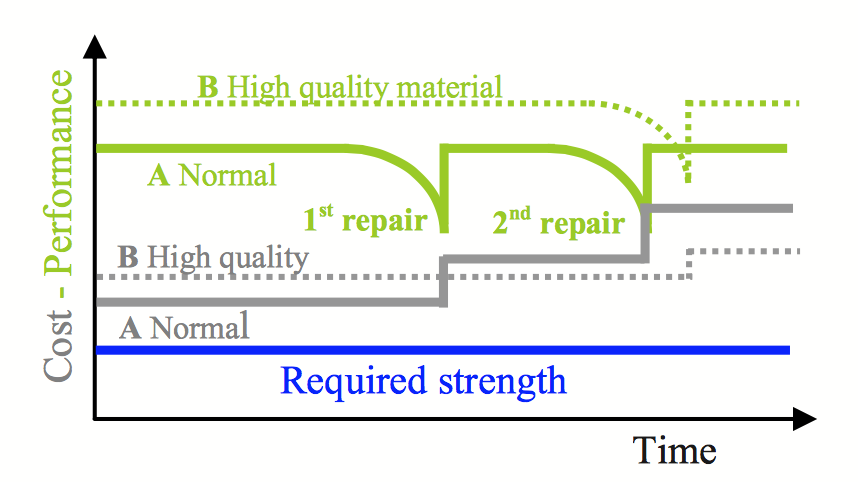 Cost - Performance
B High quality material
A Normal
1st repair
2nd repair
B High quality
A Normal
Required strength
Time